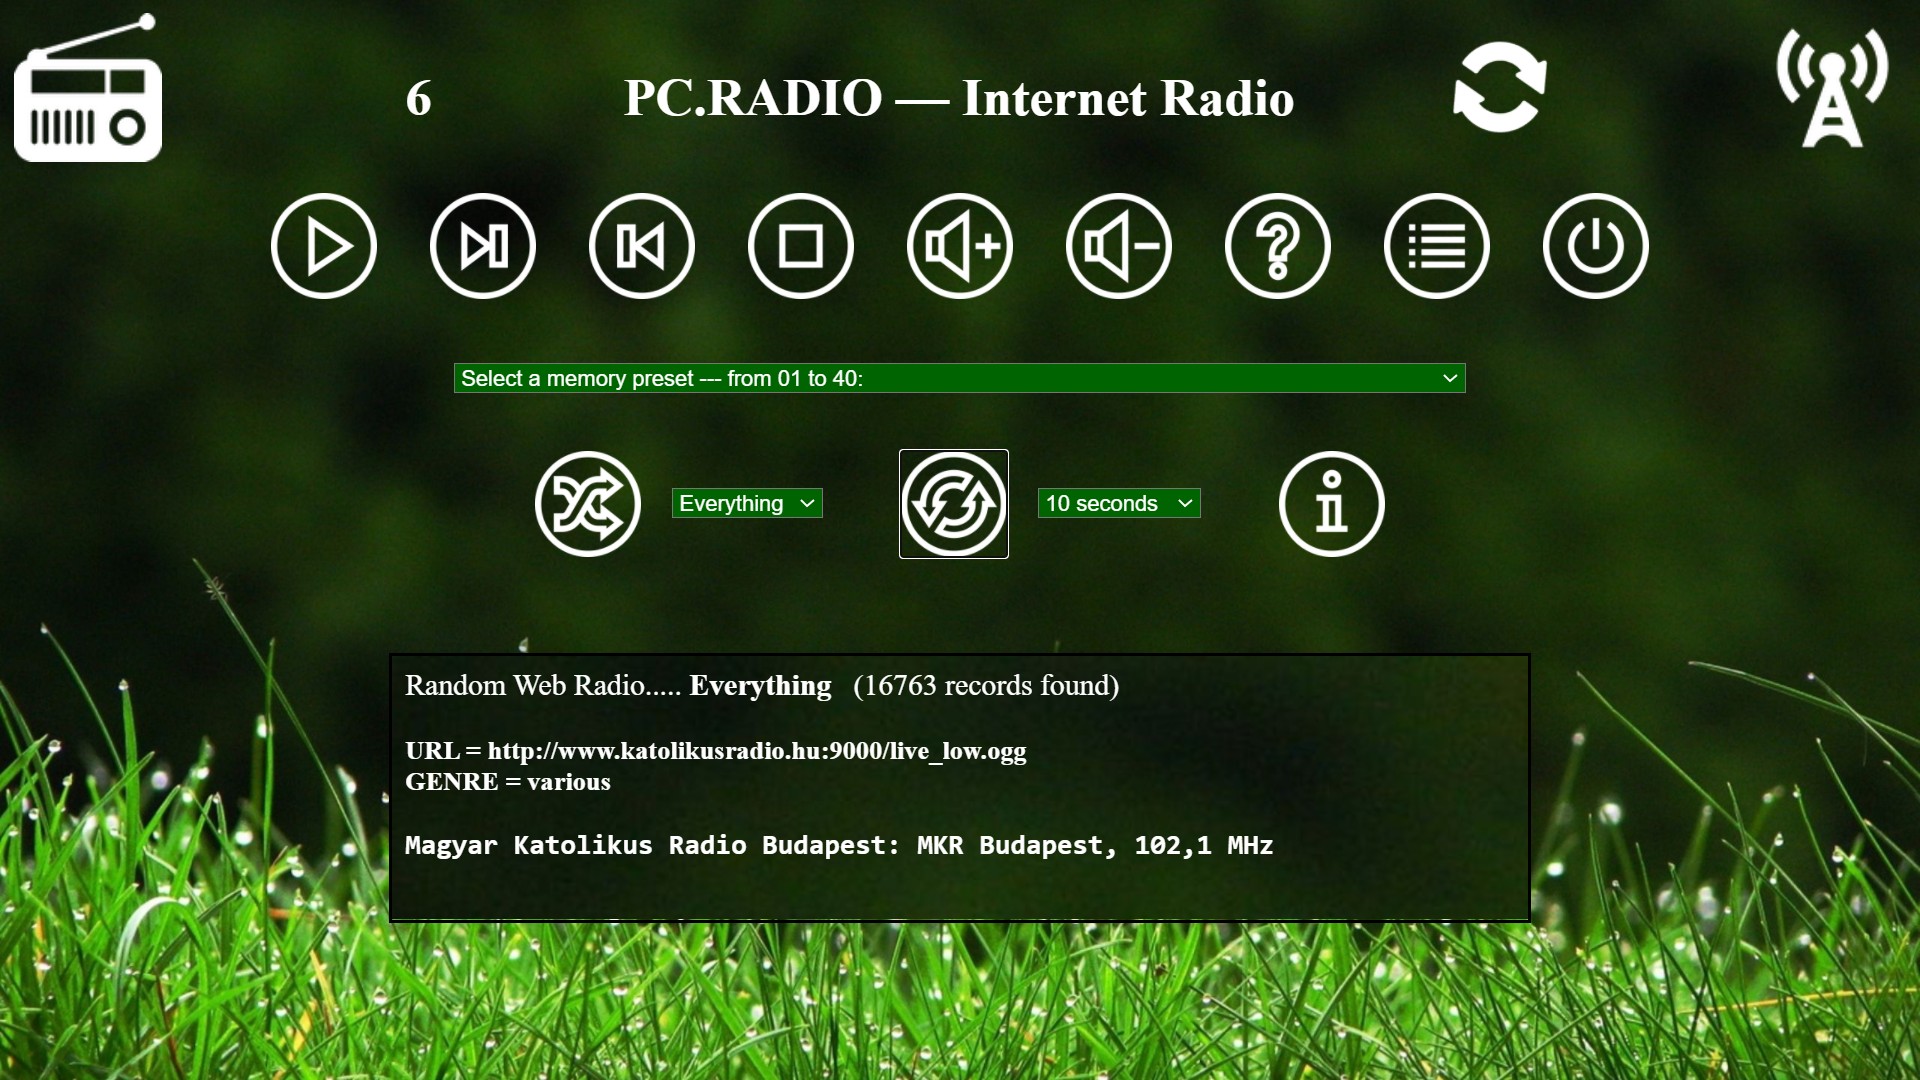 6
PC.RADIO — Internet Radio
Select a memory preset --- from 01 to 40:
Everything
10 seconds
Random Web Radio..... Everything (16763 records found)
URL = http://www.katolikusradio.hu:9000/live_low.ogg
GENRE = various
Magyar Katolikus Radio Budapest: MKR Budapest, 102,1 MHz